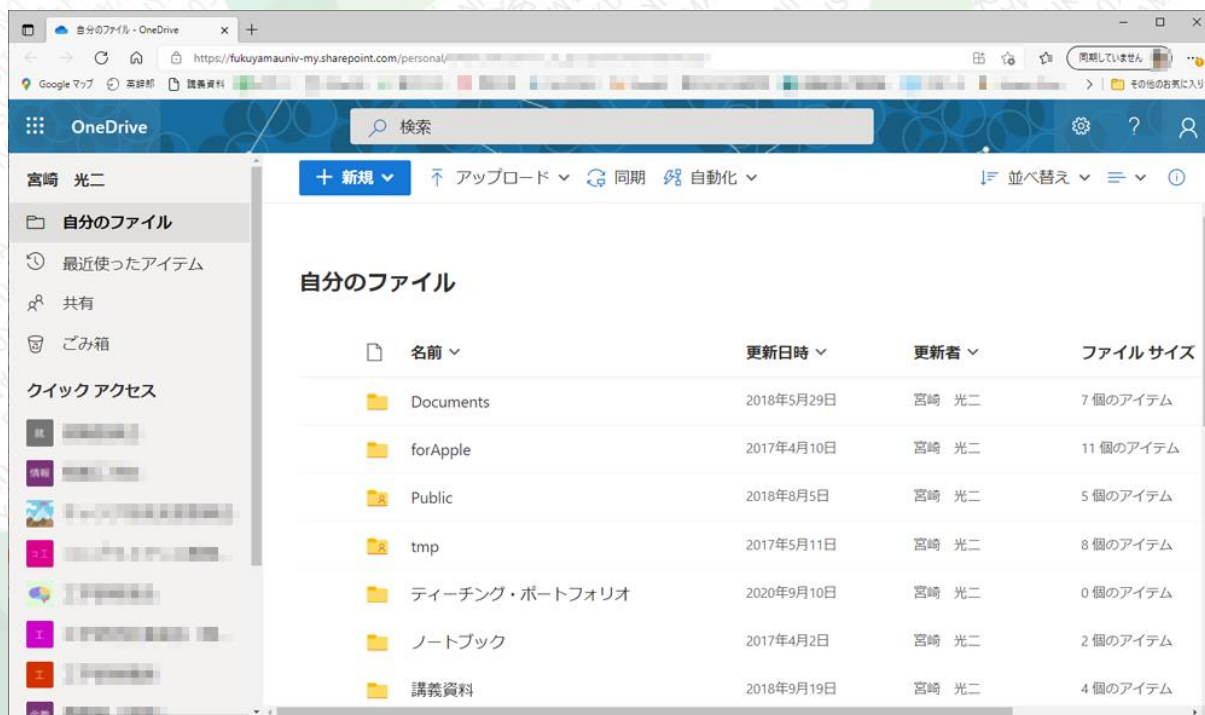 自分のファイル - OneDrive
https://fukuyamauniv-my.sharepoint.com/personal/
同期していません
Google マップ 英辞郎 講義資料 その他のお気に入り
OneDrive 検索
宮崎 光二
自分のファイル
最近使ったアイテム
共有
ごみ箱
クイック アクセス
情報
コエ
エ
エ
新規 アップロード 同期 自動化 並べ替え
自分のファイル
名前 更新日時 更新者 ファイル サイズ
Documents 2018年5月29日 宮崎 光二 7 個のアイテム
forApple 2017年4月10日 宮崎 光二 11 個のアイテム
Public 2018年8月5日 宮崎 光二 5 個のアイテム
tmp 2017年5月11日 宮崎 光二 8 個のアイテム
ティーチング・ポートフォリオ 2020年9月10日 宮崎 光二 0 個のアイテム
ノートブック 2017年4月2日 宮崎 光二 2 個のアイテム
講義資料 2018年9月19日 宮崎 光二 4 個のアイテム